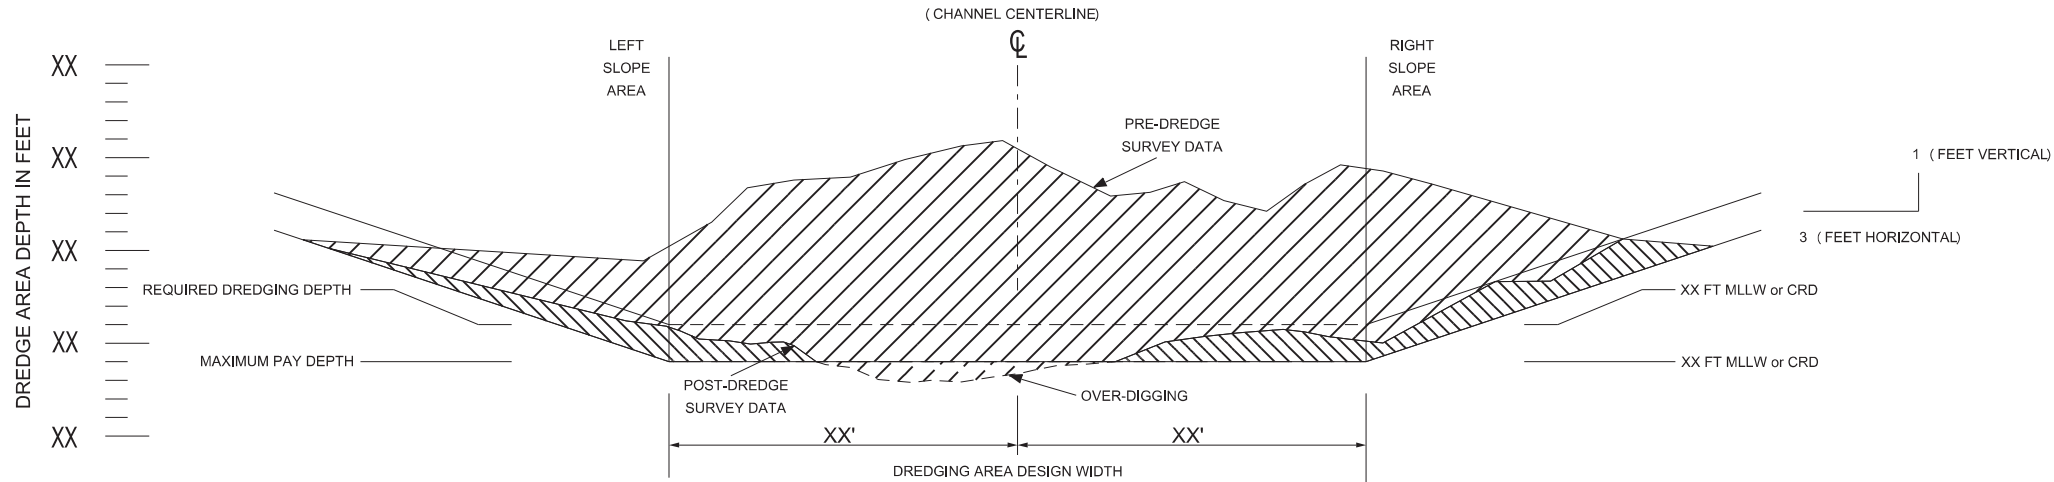 ( CHANNEL CENTERLINE)
℄
LEFT
SLOPE
AREA
RIGHT
SLOPE
AREA
DREDGE AREA DEPTH IN FEET
XX
XX
XX
XX
XX
PRE-DREDGE
SURVEY DATA
1 ( FEET VERTICAL)
3 ( FEET HORIZONTAL)
REQUIRED DREDGING DEPTH
XX FT MLLW or CRD
MAXIMUM PAY DEPTH
XX FT MLLW or CRD
POST-DREDGE
SURVEY DATA
OVER-DIGGING
XX'
XX'
DREDGING AREA DESIGN WIDTH